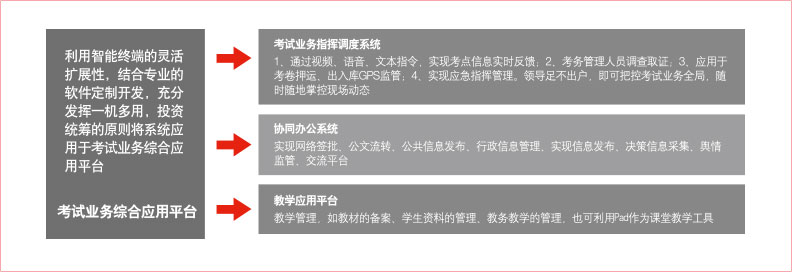 利用智能终端的灵活
扩展性，结合专业的
软件定制开发，充分
发挥一机多用，投资
统筹的原则将系统应
用于考试业务综合应
用平台
考试业务综合应用平台
考试业务指挥调度系统
1、通过视频、语音、文本指令，实现考点信息实时反馈；2、考务管理人员调查取证；3、应用于
考卷押运、出入库GPS监管；4、实现应急指挥管理。领导足不出户，即可把控考试业务全局，随
时随地掌控现场动态
协同办公系统
实现网络签批、公文流转、公共信息发布、行政信息管理、实现信息发布、决策信息采集、舆情
监管、交流平台
教学应用平台
教学管理，如教材的备案、学生资料的管理、教务教学的管理，也可利用Pad作为课堂教学工具